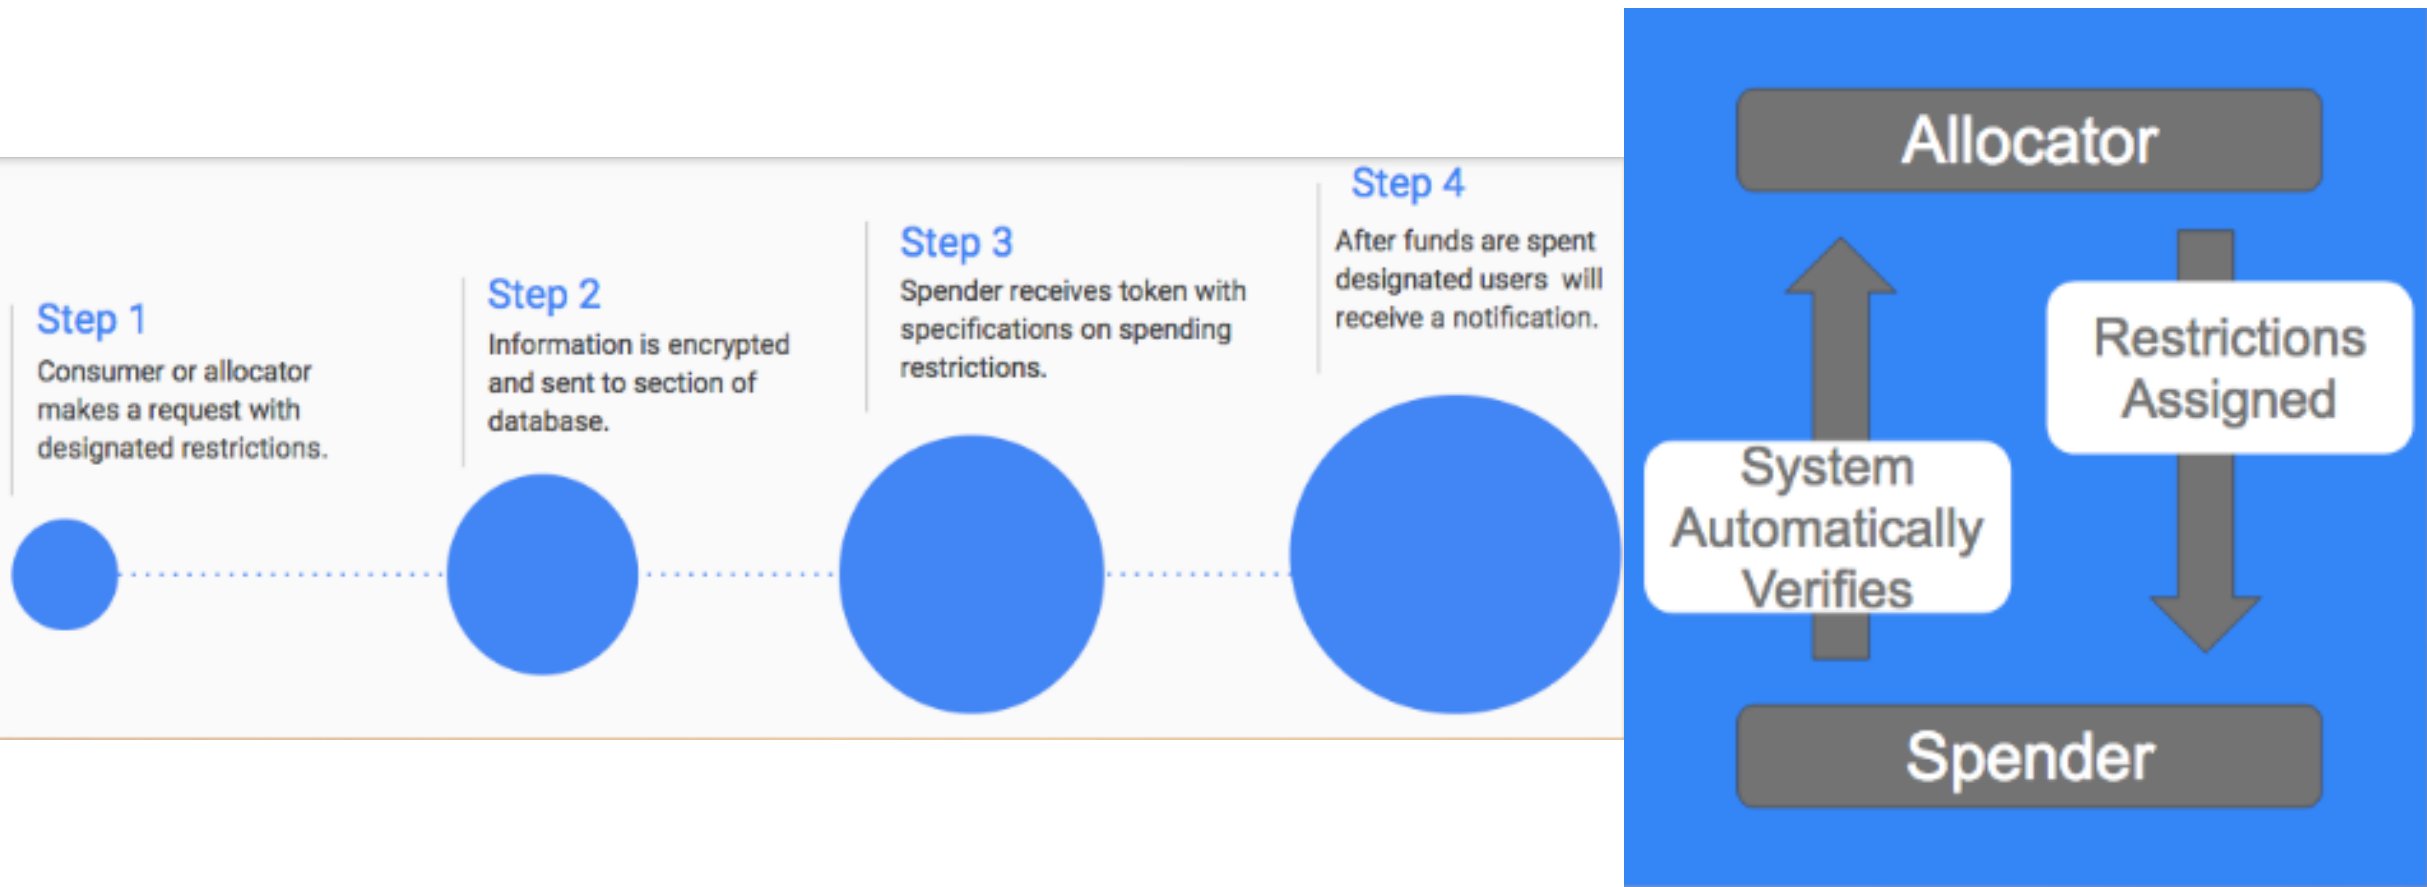 Step 1
Consumer or allocator
makes a request with
designated restrictions.
Step 2
Information is encrypted
and sent to section of
database.
Step 3
Spender receives token with
specifications on spending
restrictions.
Step 4
After funds are spent
designated users will
receive a notification.
Allocator
Restrictions
Assigned
System
Automatically
Verifies
Spender